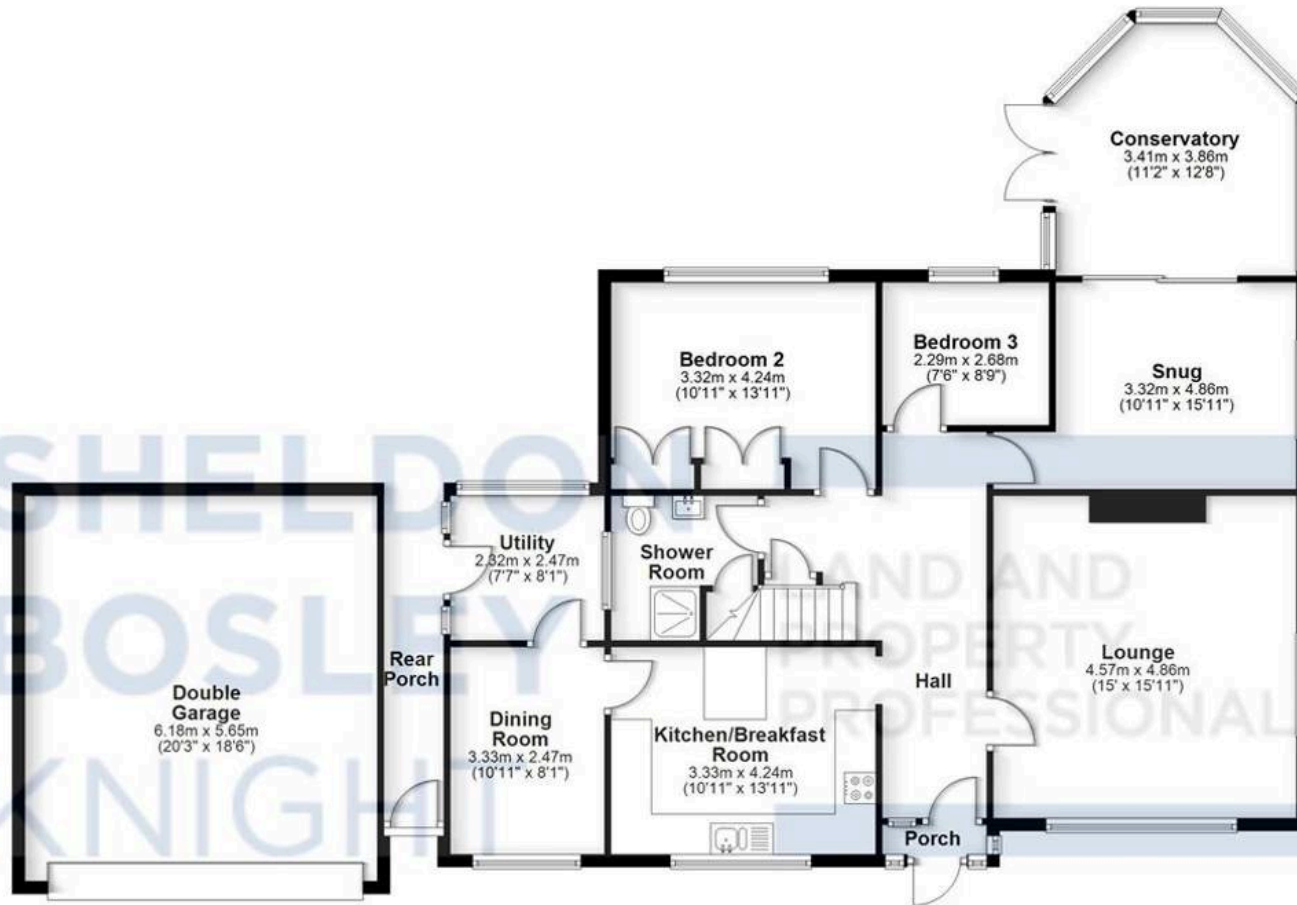 Conservatory
3.41m x 3.86m
(11'2" x 12'8")
Bedroom 2
3.32m x 4.24m
(10'11" x 13'11")
Bedroom 3
2.29m x 2.68m
(7'6" x 8'9")
Snug
3.32m x 4.86m
(10'11" x 15'11")
SHELDON
BOSLEY
KNIGHT
LAND AND
PROPERTY
PROFESSIONAL
Utility
2.32m x 2.47m
(7'7" x 8'1")
Shower
Room
Double
Garage
6.18m x 5.65m
(20'3" x 18'6")
Rear
Porch
Dining
Room
3.33m x 2.47m
(10'11" x 8'1")
Kitchen/Breakfast
Room
3.33m x 4.24m
(10'11" x 13'11")
Hall
Lounge
4.57m x 4.86m
(15' x 15'11")
Porch